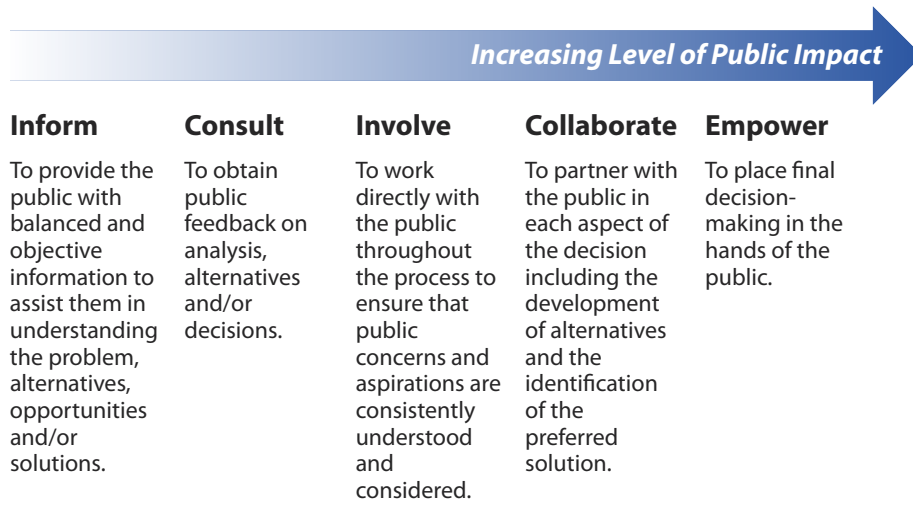 Increasing Level of Public Impact
Inform
To provide the
public with
balanced and
objective
information to
assist them in
understanding
the problem,
alternatives,
opportunities
and/or
solutions.
Consult
To obtain
public
feedback on
analysis,
alternatives
and/or
decisions.
Involve
To work
directly with
the public
throughout
the process to
ensure that
public
concerns and
aspirations are
consistently
understood
and
considered.
Collaborate
To partner with
the public in
each aspect of
the decision
including the
development
of alternatives
and the
identification
of the
preferred
solution.
Empower
To place final
decision-
making in the
hands of the
public.